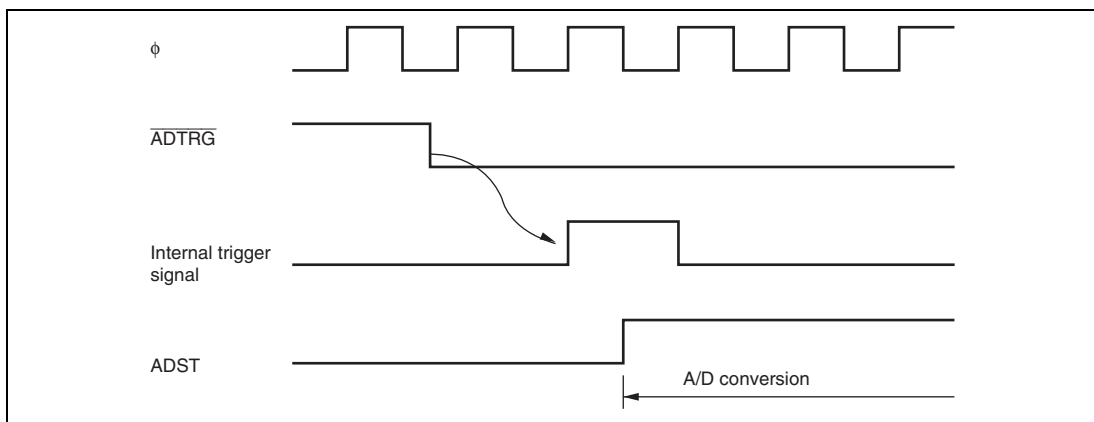 ϕ
ADTRG
Internal trigger
signal
ADST
A/D conversion